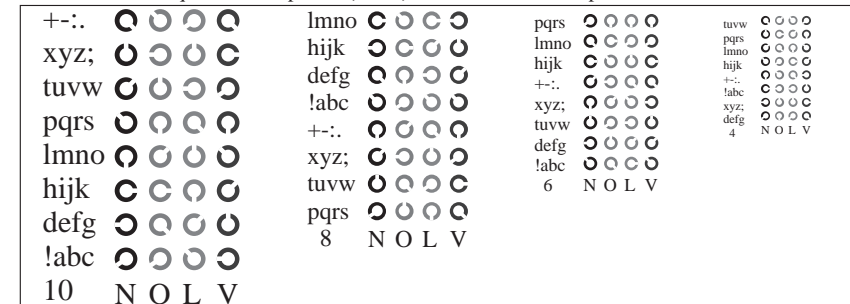 +-:.
xyz;
tuvw
pqrs
lmno
hijk
defg
!abc
10 N O L V
lmno
hijk
defg
!abc
+-:.
xyz;
tuvw
pqrs
8 N O L V
pqrs
lmno
hijk
+-:.
xyz;
tuvw
defg
!abc
6 N O L V
tuvw
pqrs
lmno
hijk
+-:.
!abc
xyz;
defg
4 N O L V